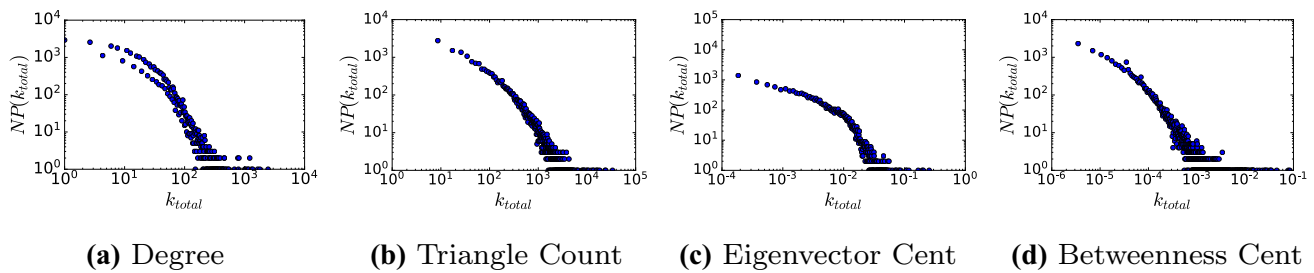 10^4
10^3
10^2
10^1
10^0
NP(k_total)
10^0 10^1 10^2 10^3 10^4
k_total
(a) Degree
10^4
10^3
10^2
10^1
10^0
NP(k_total)
10^0 10^1 10^2 10^3 10^4 10^5
k_total
(b) Triangle Count
10^5
10^4
10^3
10^2
10^1
10^0
NP(k_total)
10^-4 10^-3 10^-2 10^-1 10^0
k_total
(c) Eigenvector Cent
10^4
10^3
10^2
10^1
10^0
NP(k_total)
10^-6 10^-5 10^-4 10^-3 10^-2 10^-1
k_total
(d) Betweenness Cent